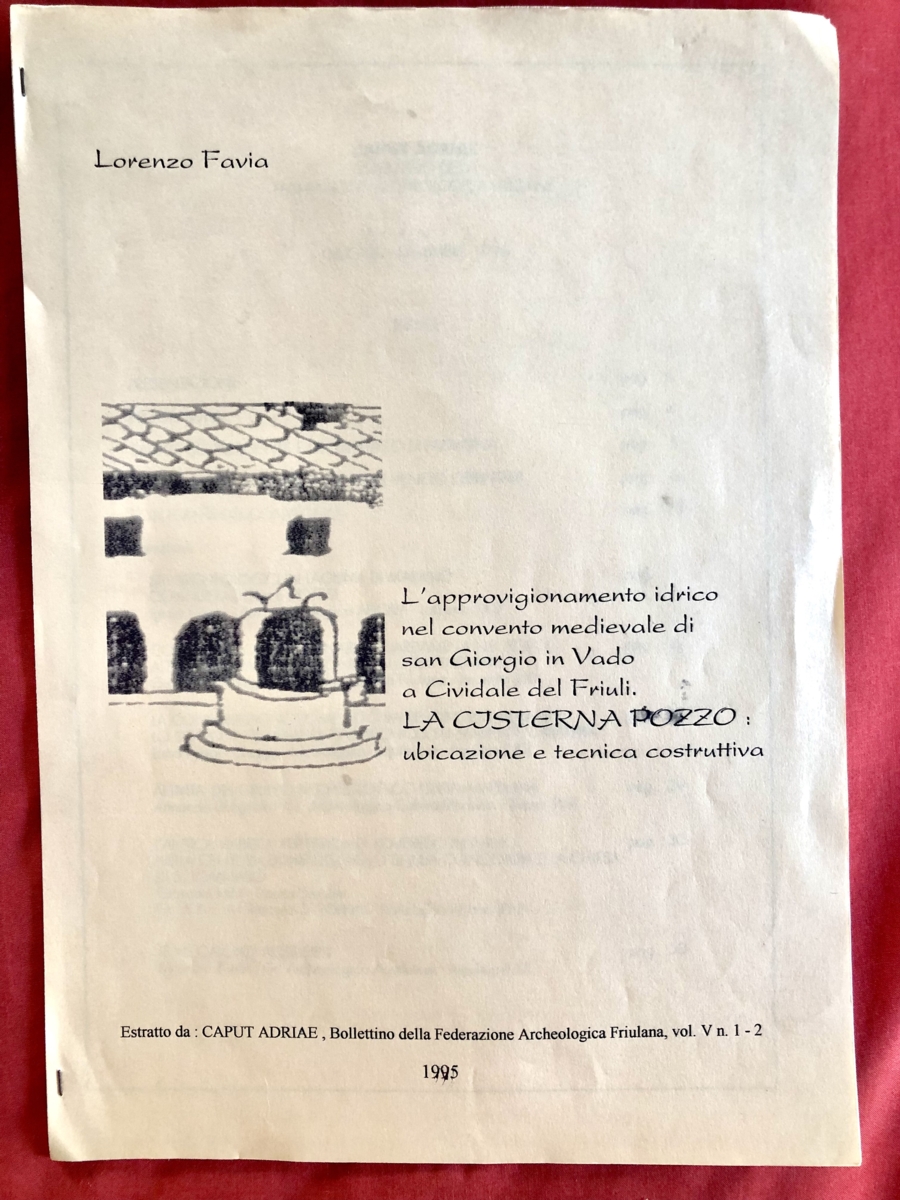 Lorenzo Favia
L'approvigionamento idrico
nel convento medievale di
san Giorgio in Vado
a Cividale del Friuli.
LA CISTERNA POZZO :
ubicazione e tecnica costruttiva
Estratto da : CAPUT ADRIAE , Bollettino della Federazione Archeologica Friulana, vol. V n. 1 - 2
1995